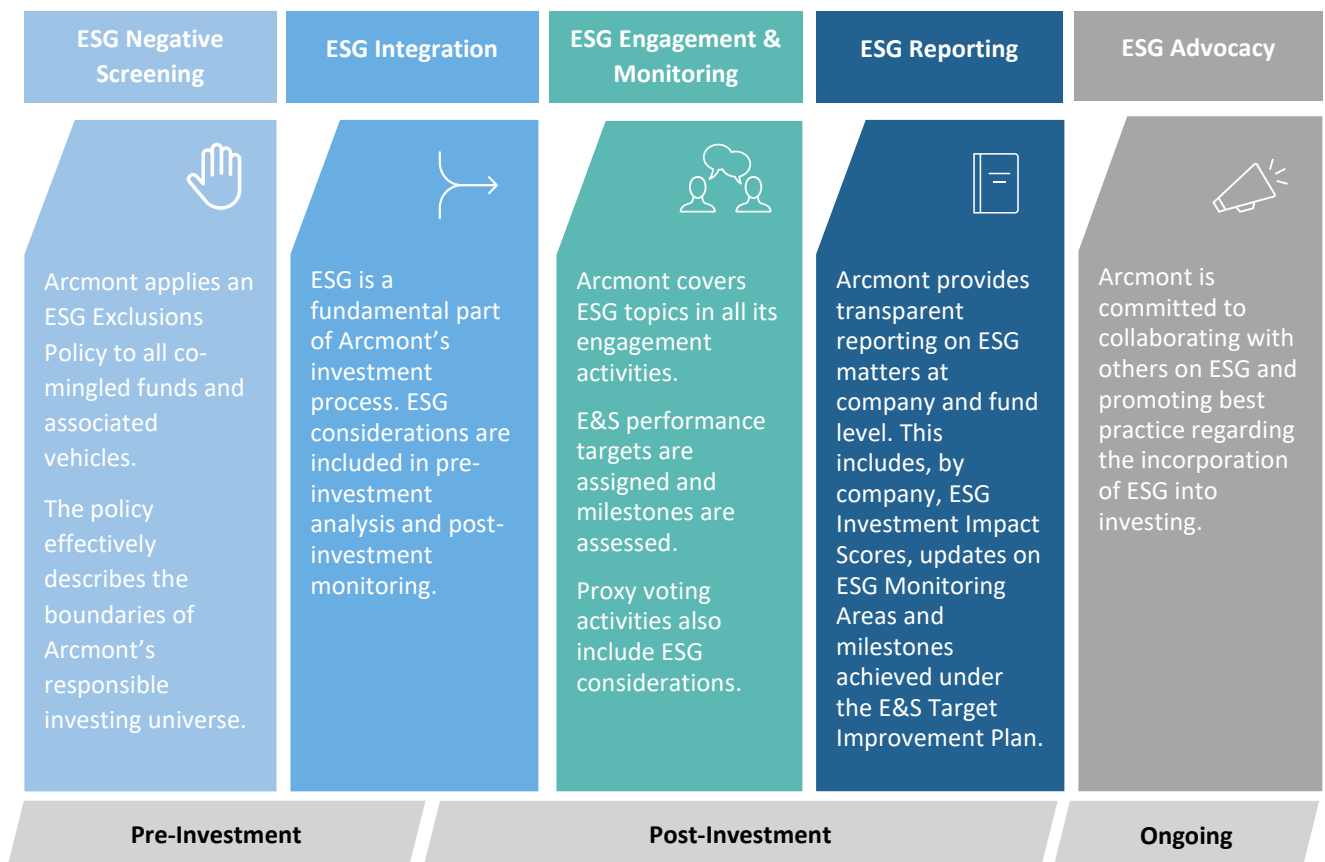 ESG Negative
Screening
ESG Integration
ESG Engagement &
Monitoring
ESG Reporting
ESG Advocacy
Arcmont applies an
ESG Exclusions
Policy to all co-
mingled funds and
associated
vehicles.
The policy
effectively
describes the
boundaries of
Arcmont’s
responsible
investing universe.
ESG is a
fundamental part
of Arcmont’s
investment
process. ESG
considerations are
included in pre-
investment
analysis and post-
investment
monitoring.
Arcmont covers
ESG topics in all its
engagement
activities.
E&S performance
targets are
assigned and
milestones are
assessed.
Proxy voting
activities also
include ESG
considerations.
Arcmont provides
transparent
reporting on ESG
matters at
company and fund
level. This
includes, by
company, ESG
Investment Impact
Scores, updates on
ESG Monitoring
Areas and
milestones
achieved under
the E&S Target
Improvement Plan.
Arcmont is
committed to
collaborating with
others on ESG and
promoting best
practice regarding
the incorporation
of ESG into
investing.
Pre-Investment
Post-Investment
Ongoing